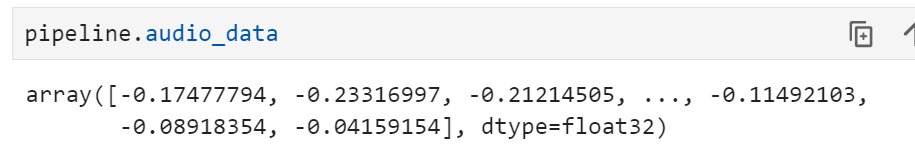 pipeline.audio_data
array([-0.17477794, -0.23316997, -0.21214505, ..., -0.11492103,
-0.08918354, -0.04159154], dtype=float32)